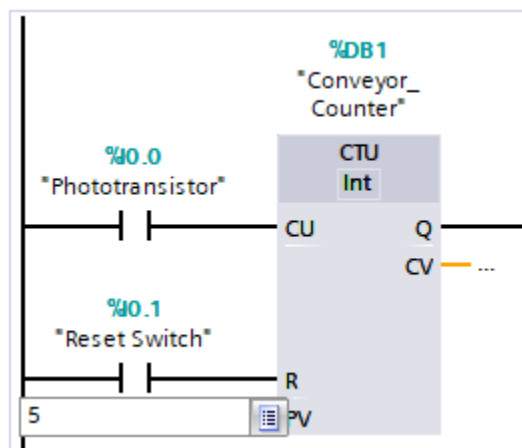 %DB1
"Conveyor_
Counter"
%I0.0
"Phototransistor"
CTU
Int
CU
Q
CV
...
%I0.1
"Reset Switch"
R
5
PV